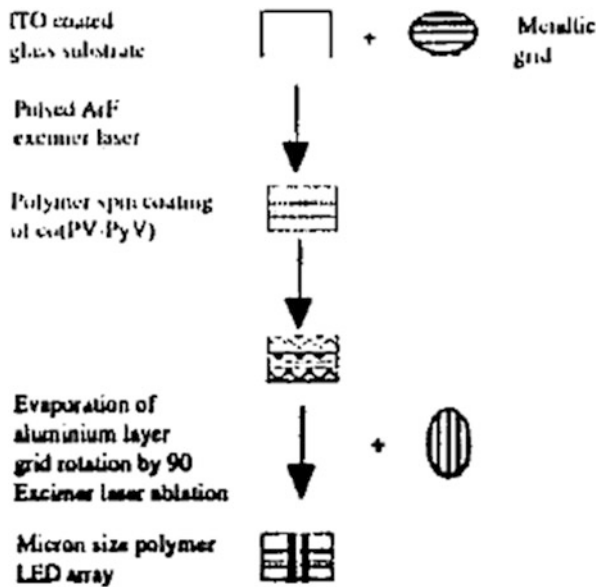 ITO coated
glass substrate
+
Metallic
grid
Pulsed ArF
excimer laser
Polymer spin coating
of co(PV-PyV)
Evaporation of
aluminium layer
grid rotation by 90
Excimer laser ablation
+
Micron size polymer
LED array